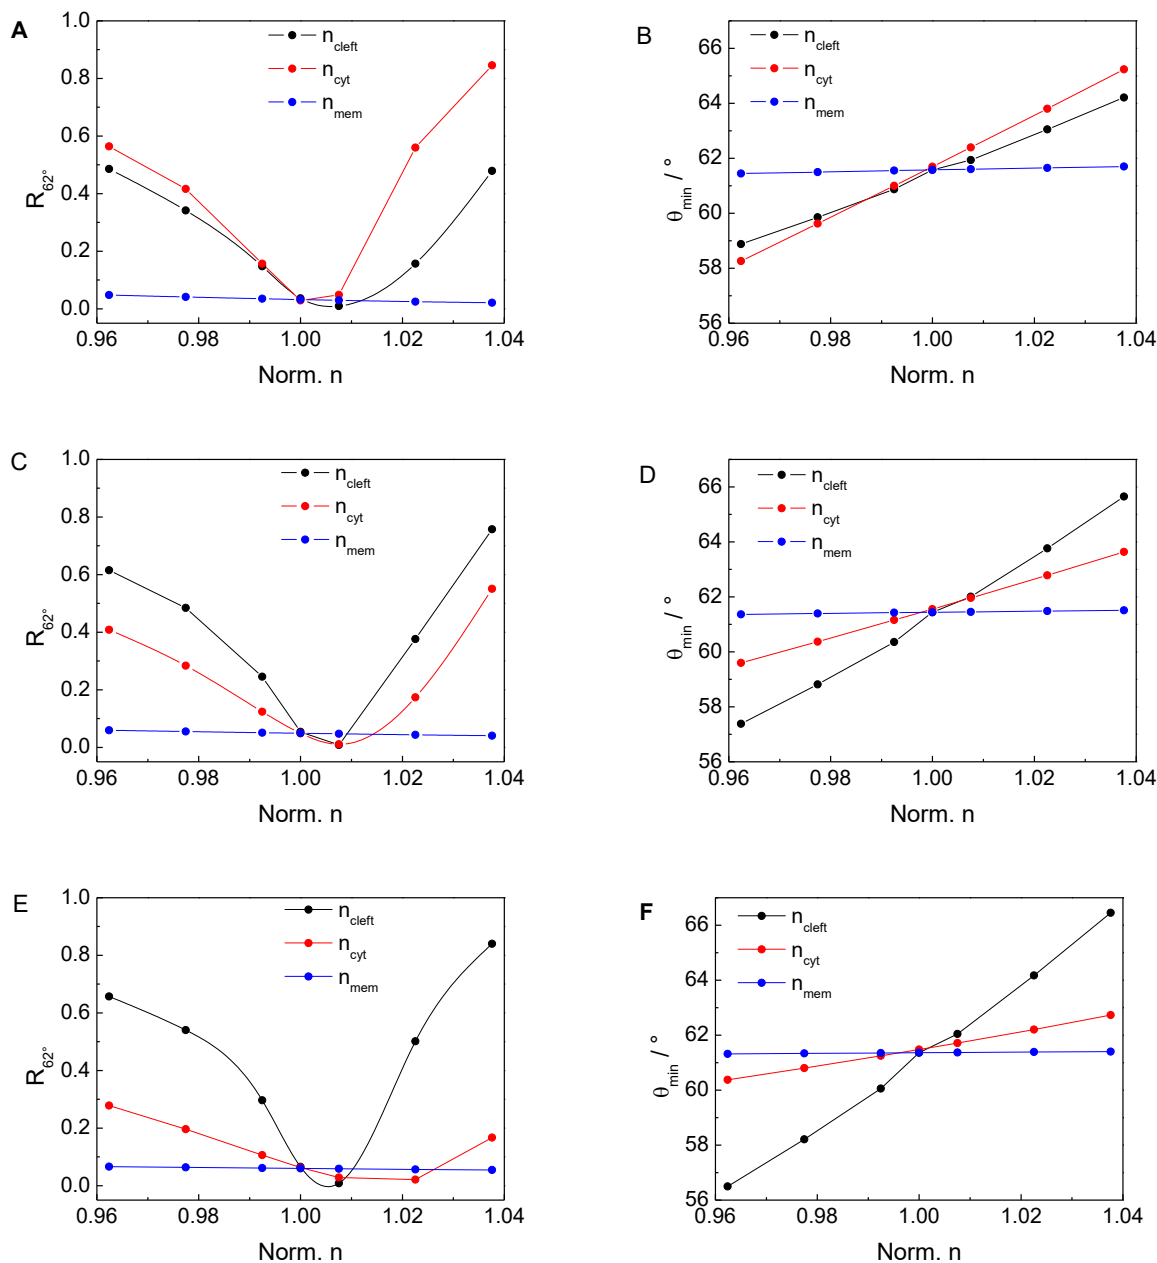 A
1.0
0.8
0.6
0.4
0.2
0.0
R62°
ncleft
ncyt
nmem
0.96 0.98 1.00 1.02 1.04
Norm. n
B
66
64
62
60
58
56
θmin / °
ncleft
ncyt
nmem
0.96 0.98 1.00 1.02 1.04
Norm. n
C
1.0
0.8
0.6
0.4
0.2
0.0
R62°
ncleft
ncyt
nmem
0.96 0.98 1.00 1.02 1.04
Norm. n
D
66
64
62
60
58
56
θmin / °
ncleft
ncyt
nmem
0.96 0.98 1.00 1.02 1.04
Norm. n
E
1.0
0.8
0.6
0.4
0.2
0.0
R62°
ncleft
ncyt
nmem
0.96 0.98 1.00 1.02 1.04
Norm. n
F
66
64
62
60
58
56
θmin / °
ncleft
ncyt
nmem
0.96 0.98 1.00 1.02 1.04
Norm. n